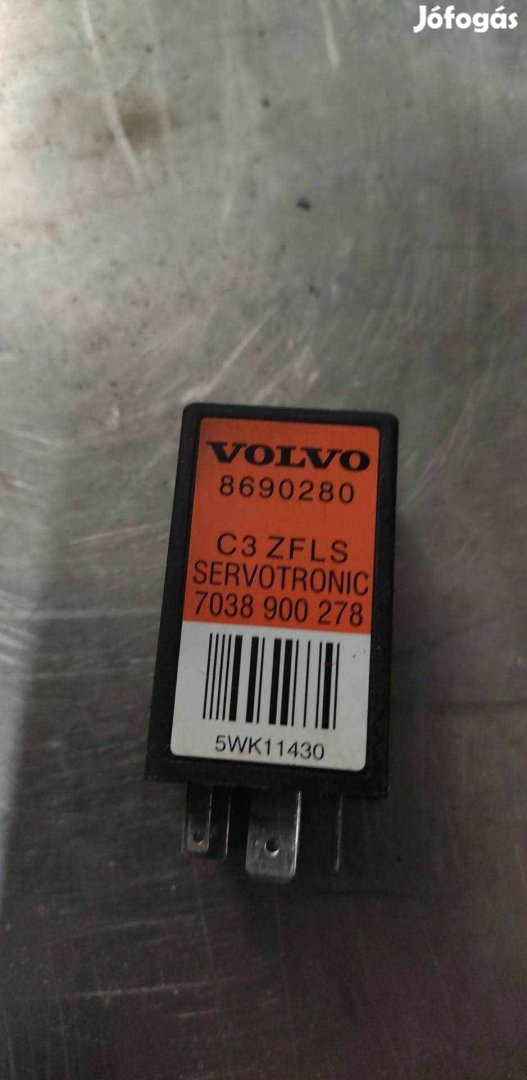 Jófogás
VOLVO
8690280
C3 ZFLS
SERVOTRONIC
7038 900 278
5WK11430